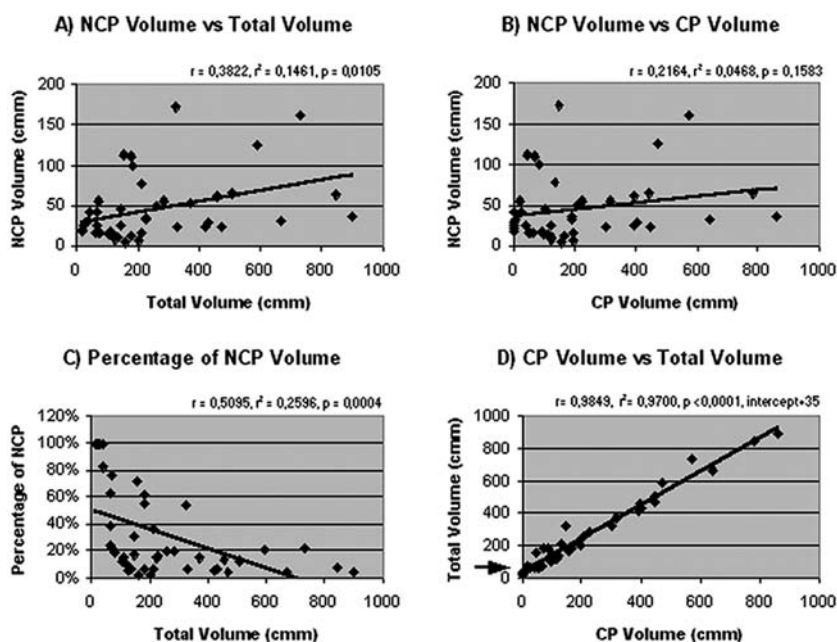 A) NCP Volume vs Total Volume
r = 0,3822, r² = 0,1461, p = 0,0105
NCP Volume (cmm)
200
150
100
50
0
0 200 400 600 800 1000
Total Volume (cmm)
B) NCP Volume vs CP Volume
r = 0,2164, r² = 0,0468, p = 0,1583
NCP Volume (cmm)
200
150
100
50
0
0 200 400 600 800 1000
CP Volume (cmm)
C) Percentage of NCP Volume
r = 0,5095, r² = 0,2596, p = 0,0004
Percentage of NCP
120%
100%
80%
60%
40%
20%
0%
0 200 400 600 800 1000
Total Volume (cmm)
D) CP Volume vs Total Volume
r= 0,9849, r²= 0,9700, p <0,0001, intercept+35
Total Volume (cmm)
1000
800
600
400
200
0
0 200 400 600 800 1000
CP Volume (cmm)